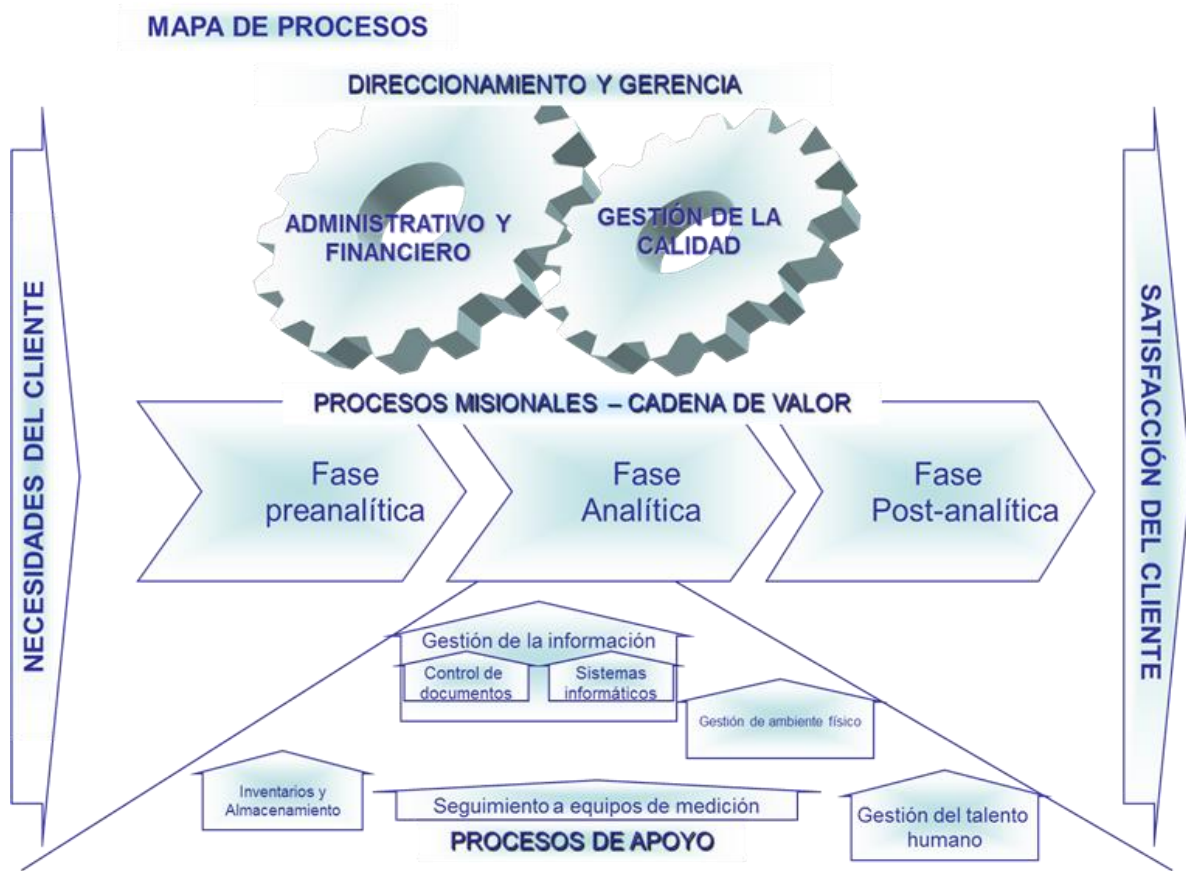 MAPA DE PROCESOS
DIRECCIONAMIENTO Y GERENCIA
ADMINISTRATIVO Y
FINANCIERO
GESTIÓN DE LA
CALIDAD
NECESIDADES DEL CLIENTE
SATISFACCIÓN DEL CLIENTE
PROCESOS MISIONALES – CADENA DE VALOR
Fase
preanalítica
Fase
Analítica
Fase
Post-analítica
Gestión de la información
Control de
documentos
Sistemas
informáticos
Gestión de ambiente físico
Inventarios y
Almacenamiento
Seguimiento a equipos de medición
Gestión del talento
humano
PROCESOS DE APOYO